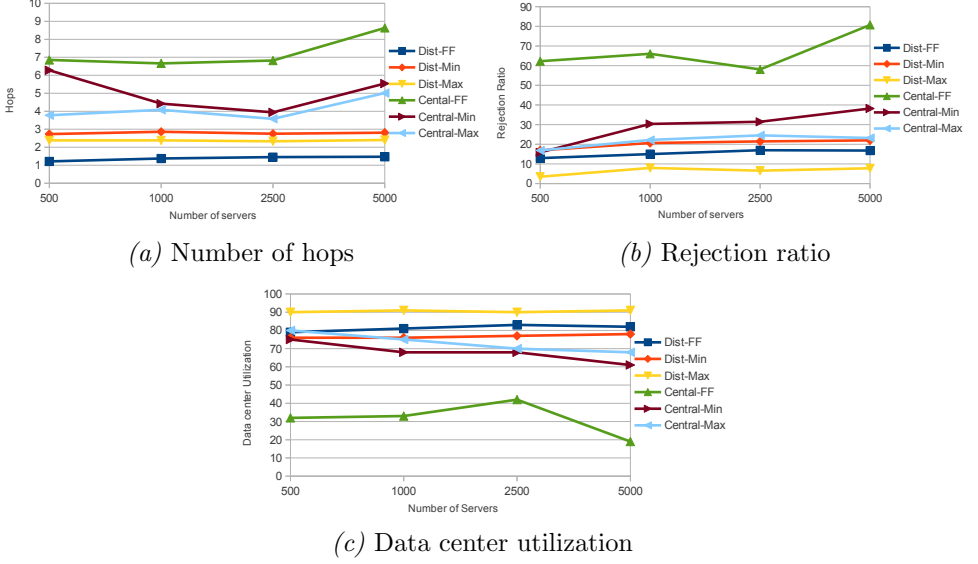 10
9
8
7
6
5
4
3
2
1
0
Hops
500
1000
2500
5000
Number of servers
Dist-FF
Dist-Min
Dist-Max
Cental-FF
Central-Min
Central-Max
(a) Number of hops
90
80
70
60
50
40
30
20
10
0
Rejection Ratio
500
1000
2500
5000
Number of servers
Dist-FF
Dist-Min
Dist-Max
Cental-FF
Central-Min
Central-Max
(b) Rejection ratio
100
90
80
70
60
50
40
30
20
10
0
Data center Utilization
500
1000
2500
5000
Number of Servers
Dist-FF
Dist-Min
Dist-Max
Cental-FF
Central-Min
Central-Max
(c) Data center utilization